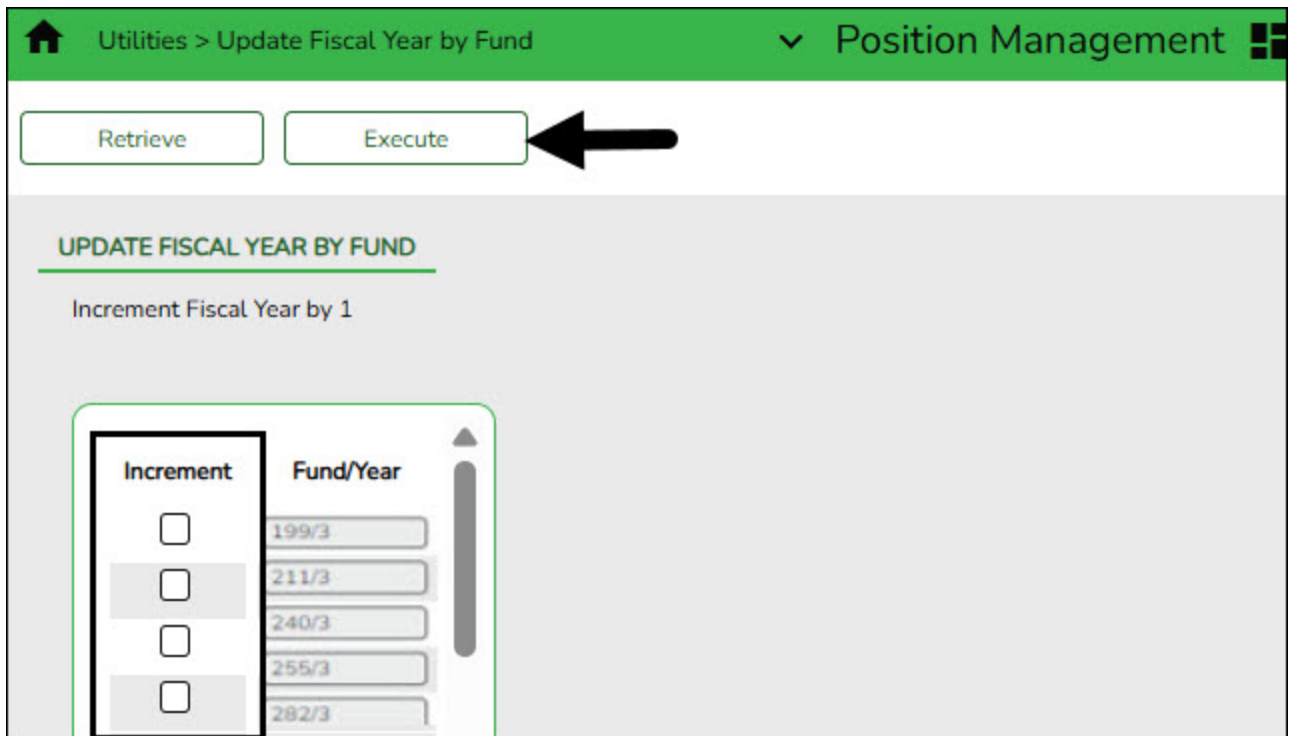 Utilities > Update Fiscal Year by Fund
Position Management
Retrieve
Execute
UPDATE FISCAL YEAR BY FUND
Increment Fiscal Year by 1
Increment
Fund/Year
199/3
211/3
240/3
255/3
282/3